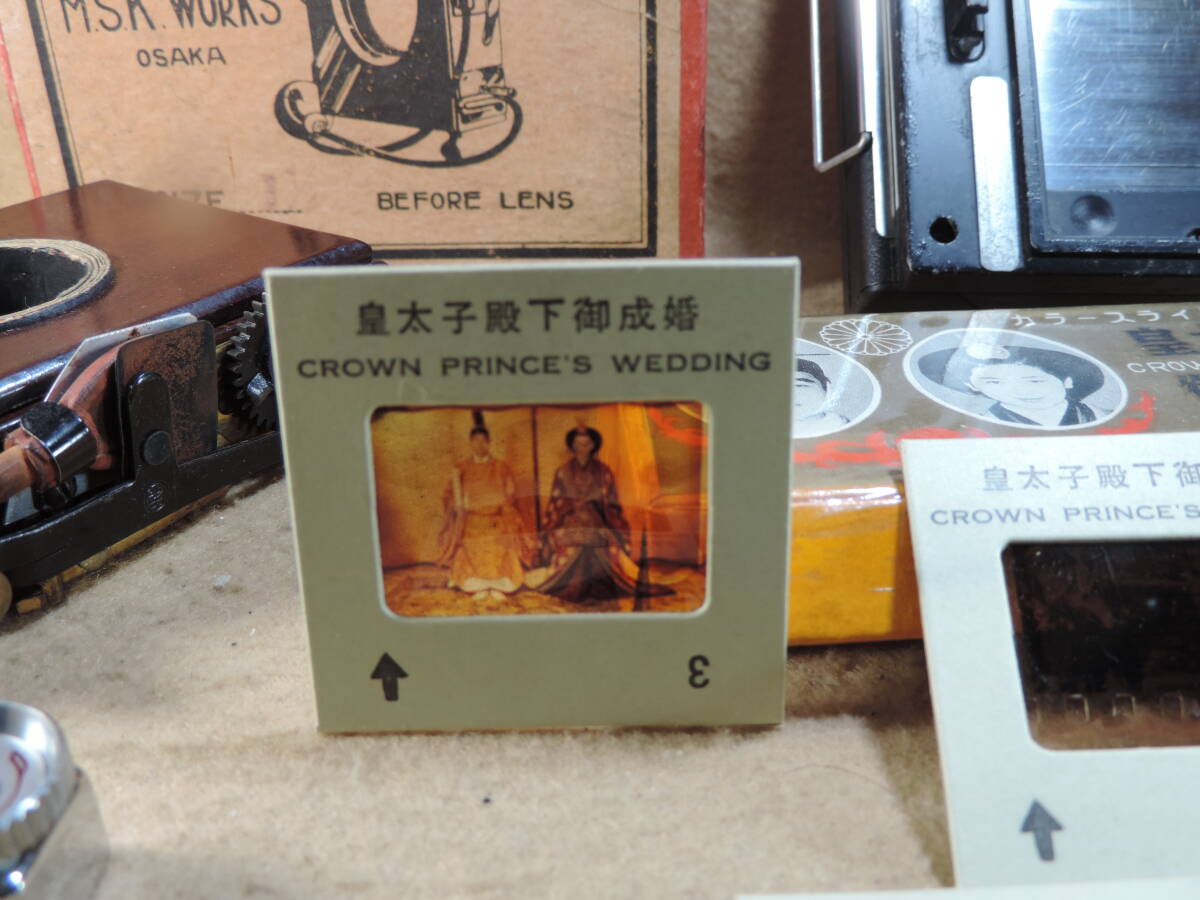 M.S.K. WORKS
OSAKA
BEFORE LENS
皇太子殿下御成婚
CROWN PRINCE'S WEDDING
3
カラースライ
CROW
皇太子殿下御
CROWN PRINCE'S